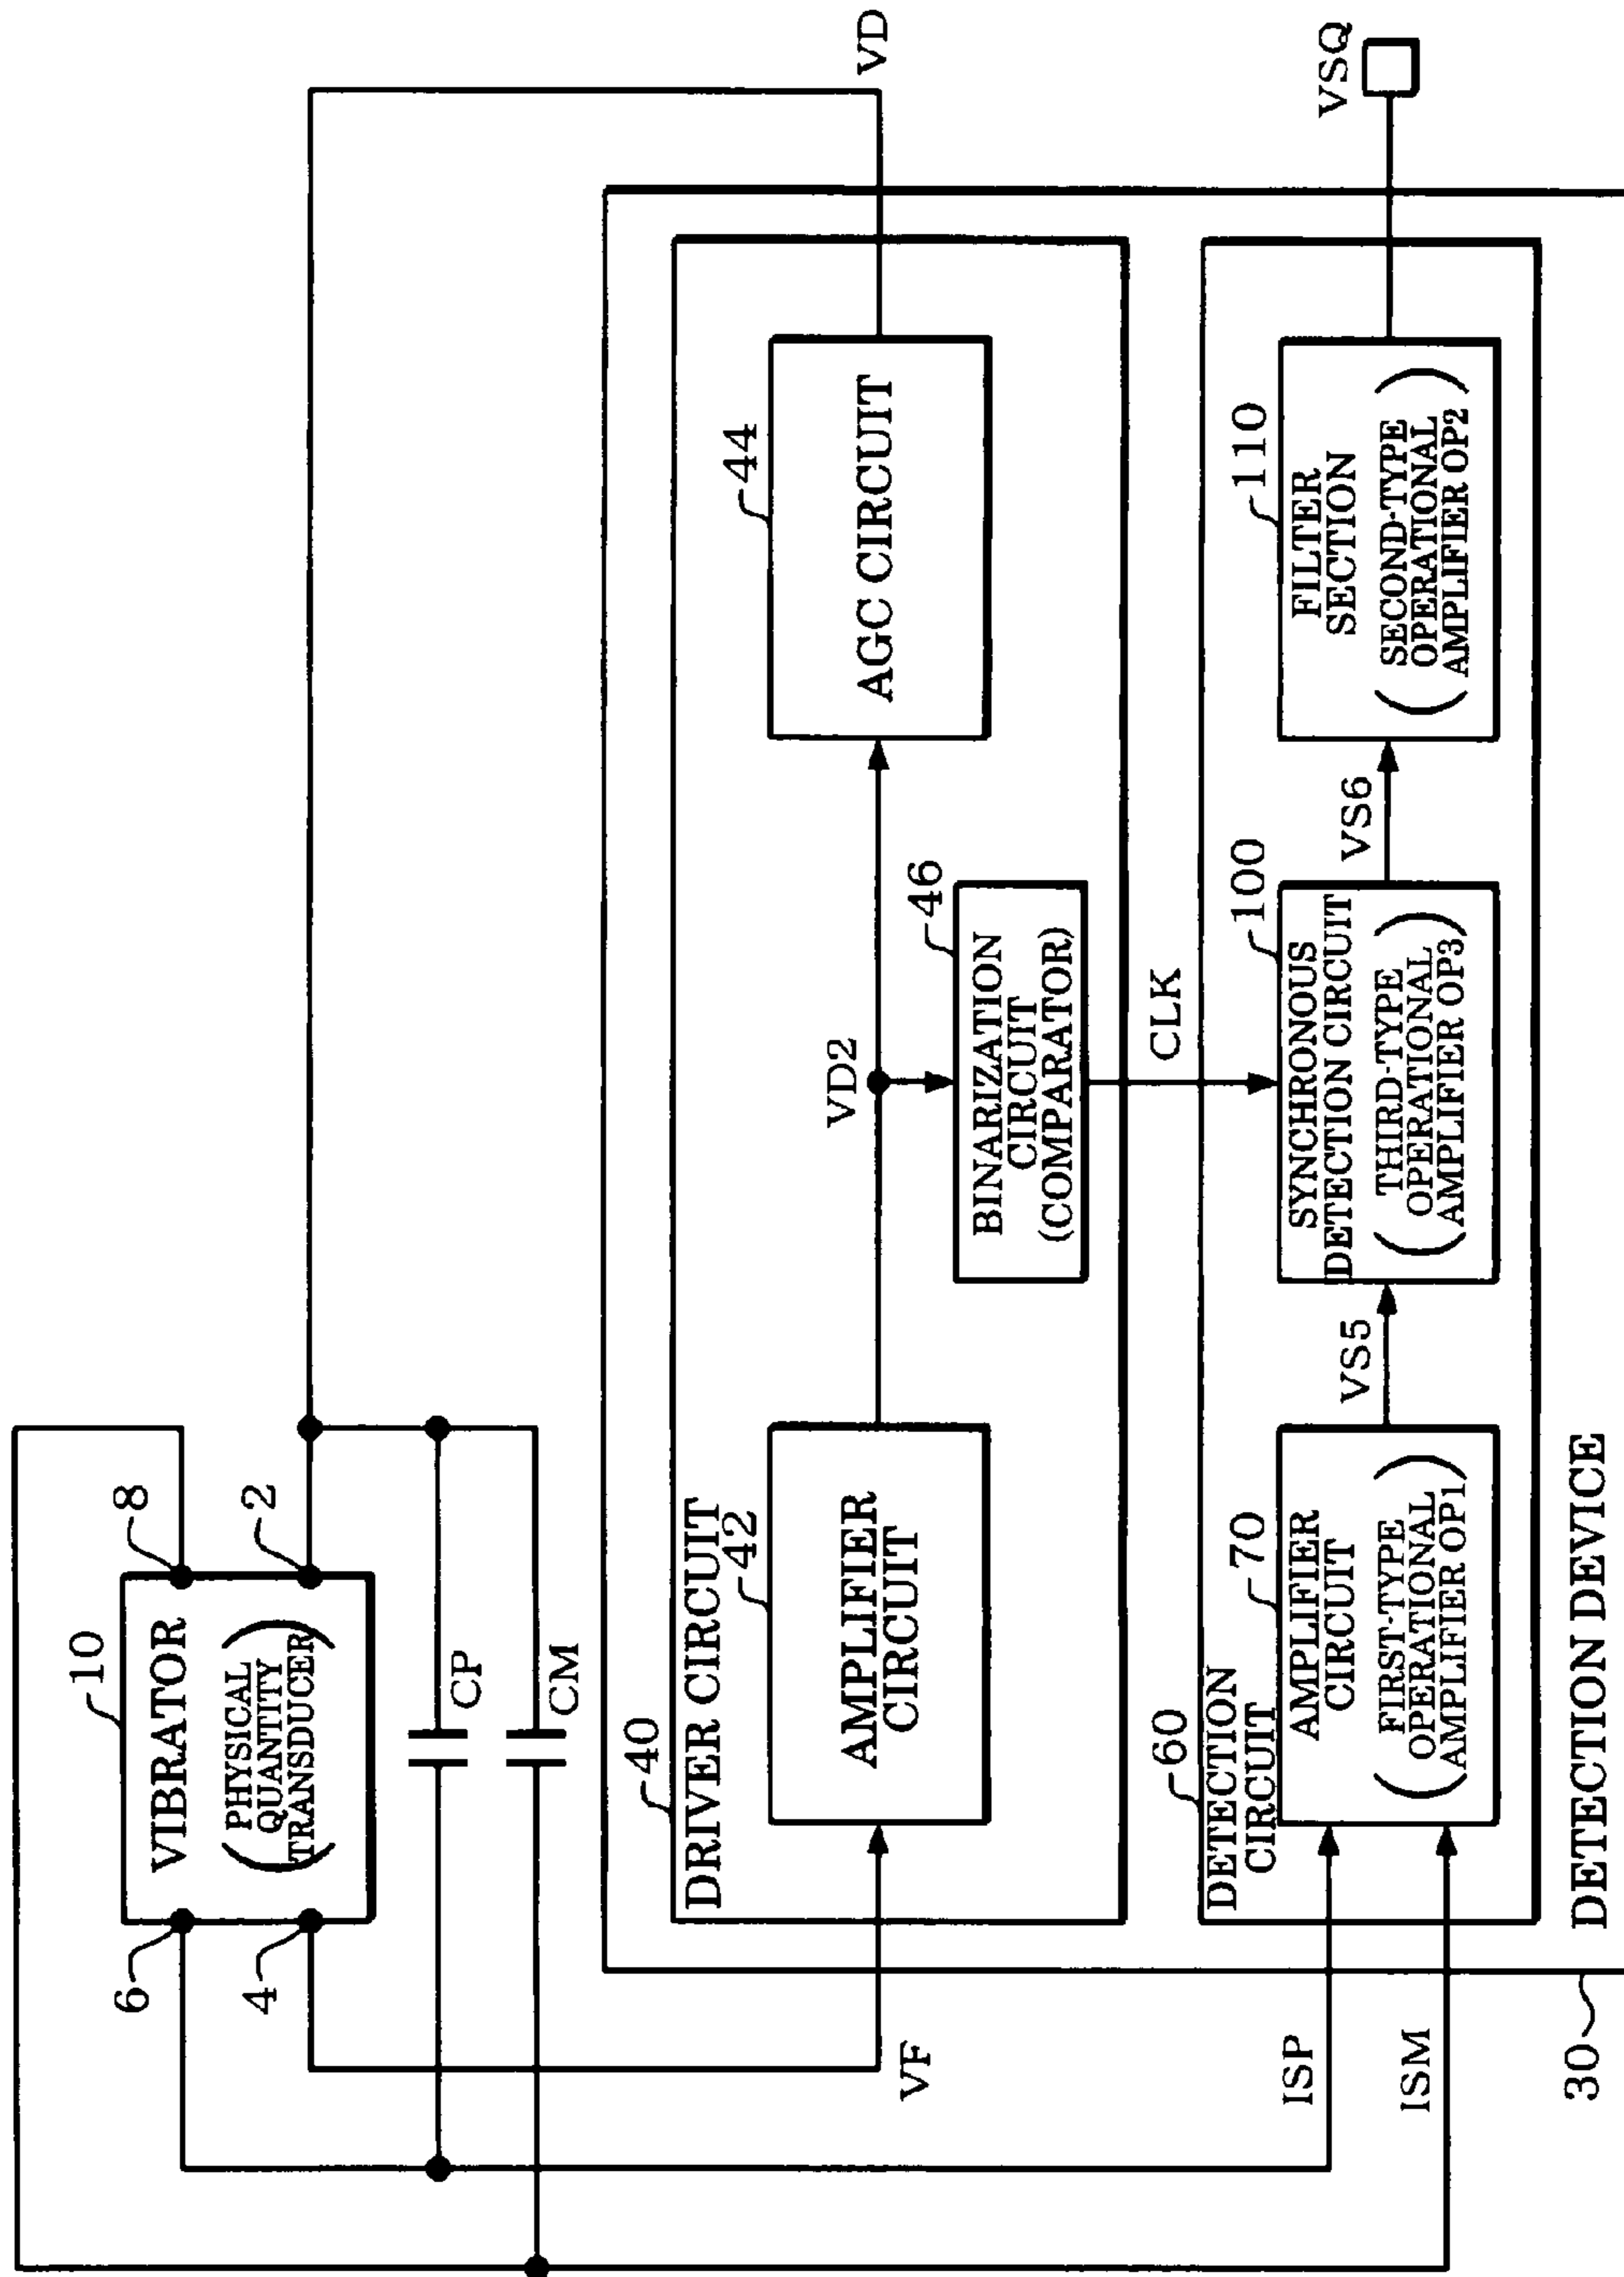 10
VIBRATOR
(PHYSICAL
QUANTITY
TRANSDUCER)
6
8
4
2
CP
CM
VD
40
DRIVER CIRCUIT
42
AMPLIFIER
CIRCUIT
VD2
44
AGC CIRCUIT
46
BINARIZATION
CIRCUIT
(COMPARATOR)
VF
CLK
60
DETECTION
CIRCUIT
70
AMPLIFIER
CIRCUIT
(FIRST-TYPE
OPERATIONAL
AMPLIFIER OP1)
VS5
100
SYNCHRONOUS
DETECTION CIRCUIT
(THIRD-TYPE
OPERATIONAL
AMPLIFIER OP3)
VS6
110
FILTER
SECTION
(SECOND-TYPE
OPERATIONAL
AMPLIFIER OP2)
VSQ
ISP
ISM
30
DETECTION DEVICE